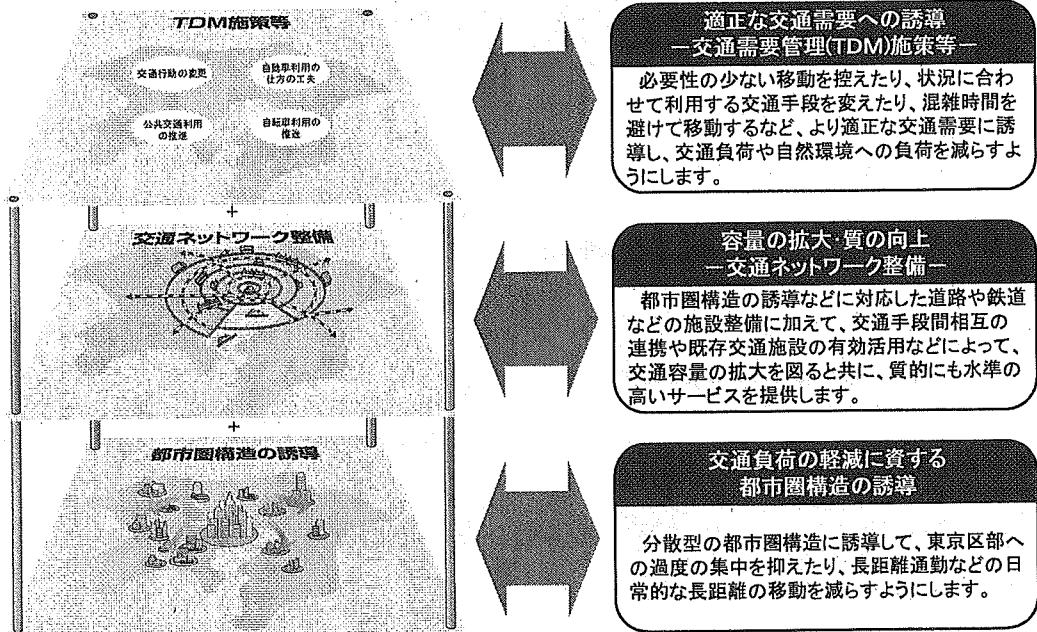 TDM施策等
交通行動の変更
自動車利用の
仕方の工夫
公共交通利用
の推進
自転車利用の
推進
適正な交通需要への誘導
－交通需要管理(TDM)施策等－
必要性の少ない移動を控えたり、状況に合わ
せて利用する交通手段を変えたり、混雑時間を
避けて移動するなど、より適正な交通需要に誘
導し、交通負荷や自然環境への負荷を減らすよ
うにします。
+
交通ネットワーク整備
容量の拡大・質の向上
－交通ネットワーク整備－
都市圏構造の誘導などに対応した道路や鉄道
などの施設整備に加えて、交通手段間相互の
連携や既存交通施設の有効活用などによって、
交通容量の拡大を図ると共に、質的にも水準の
高いサービスを提供します。
+
都市圏構造の誘導
交通負荷の軽減に資する
都市圏構造の誘導
分散型の都市圏構造に誘導して、東京区部へ
の過度の集中を抑えたり、長距離通勤などの日
常的な長距離の移動を減らすようにします。